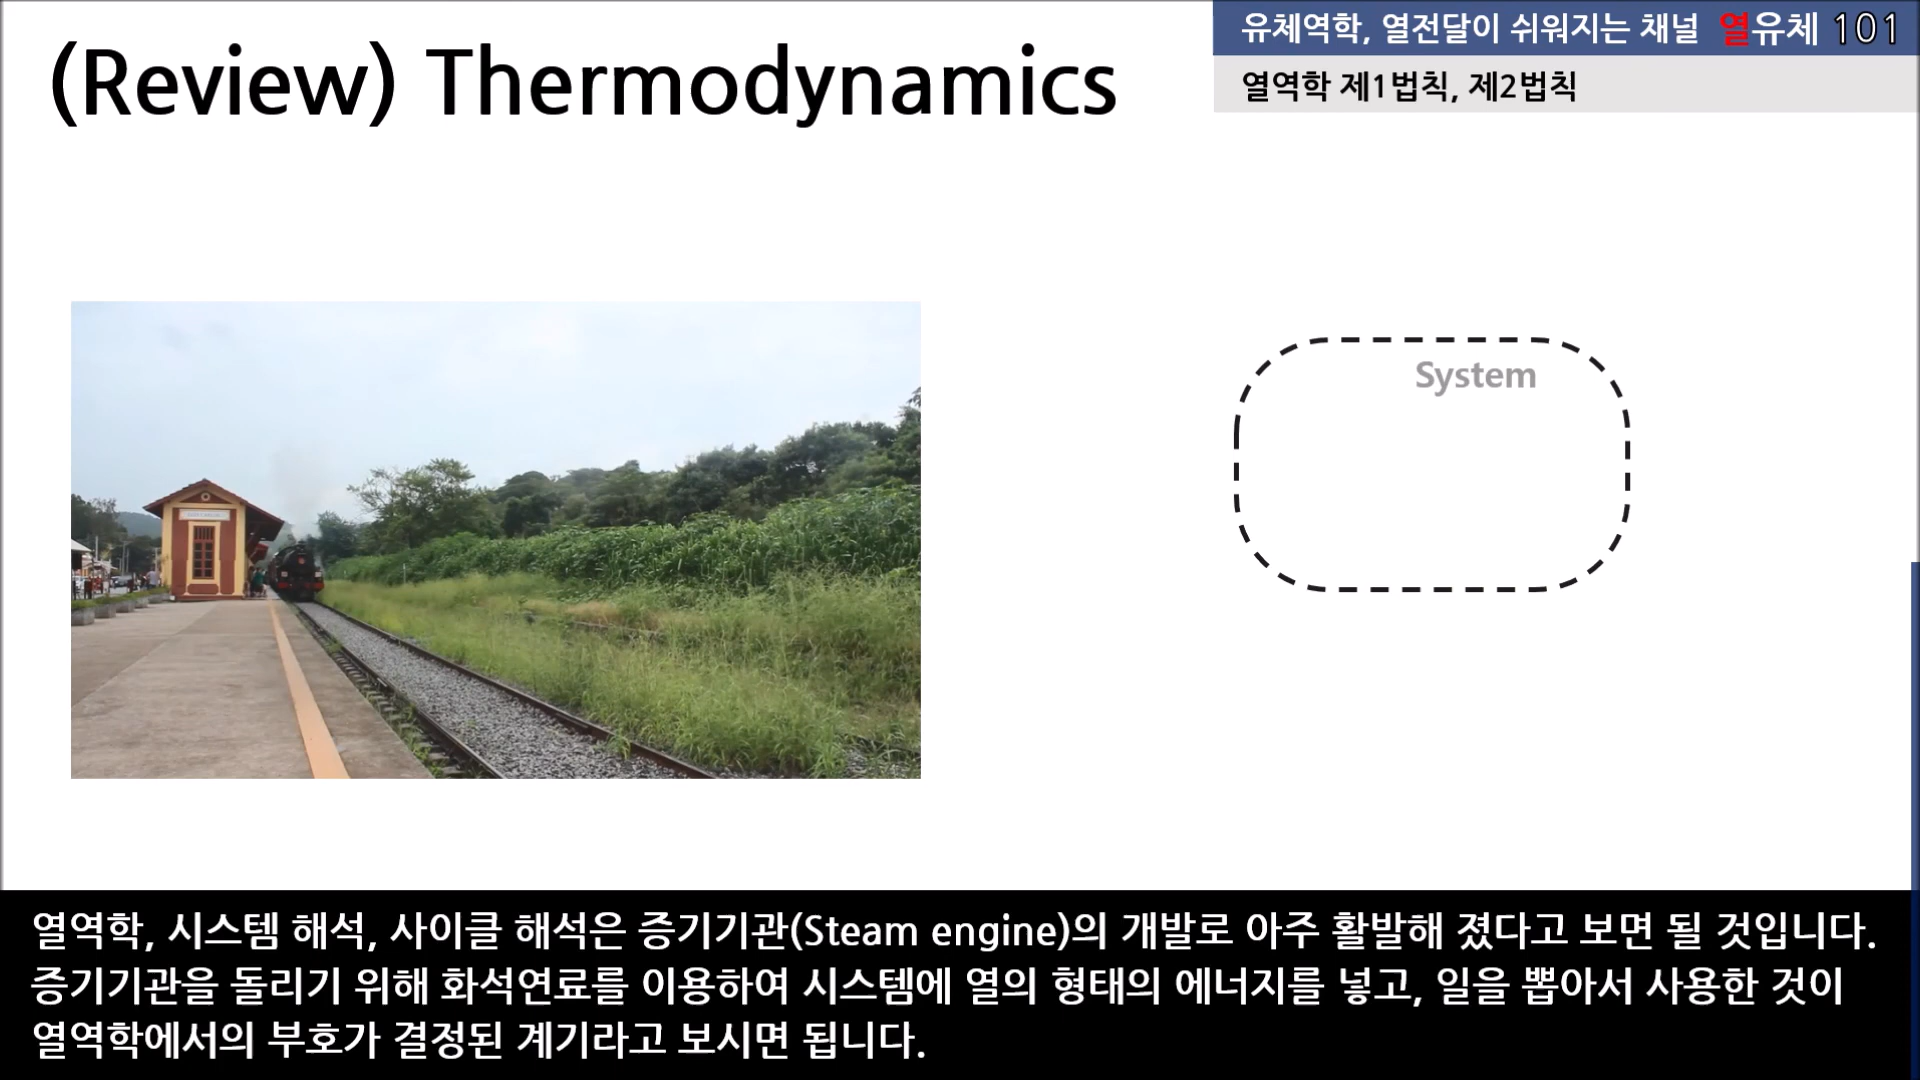 (Review) Thermodynamics
유체역학, 열전달이 쉬워지는 채널 열유체 101
열역학 제1법칙, 제2법칙
System
열역학, 시스템 해석, 사이클 해석은 증기기관(Steam engine)의 개발로 아주 활발해 졌다고 보면 될 것입니다.
증기기관을 돌리기 위해 화석연료를 이용하여 시스템에 열의 형태의 에너지를 넣고, 일을 뽑아서 사용한 것이
열역학에서의 부호가 결정된 계기라고 보시면 됩니다.